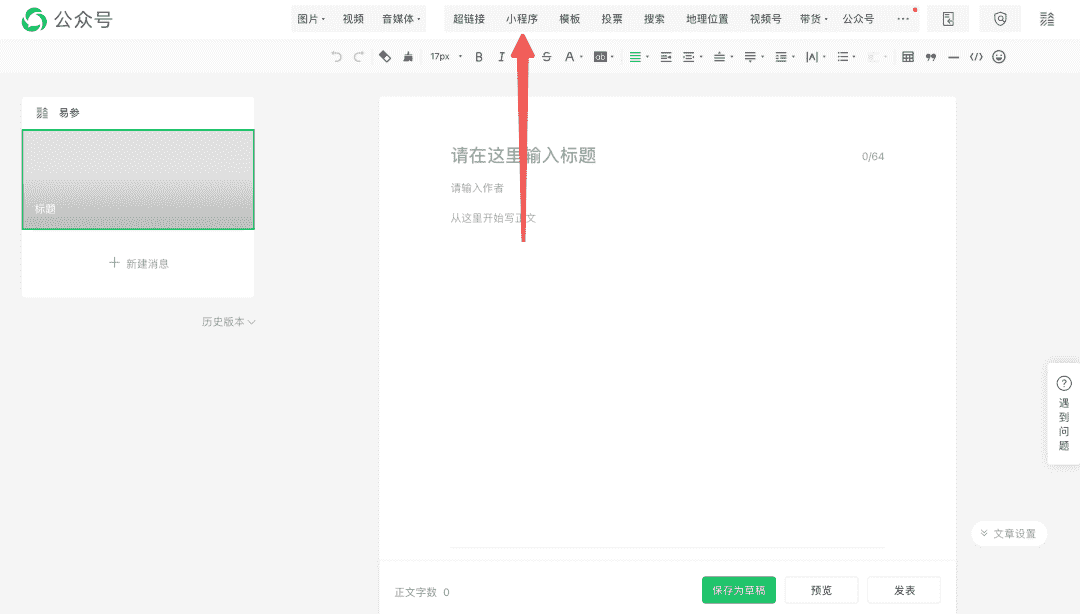 公众号 图片 视频 音媒体 超链接 小程序 模板 投票 搜索 地理位置 视频号 带货 公众号 ···
17px B I S A ab |A|
易参
标题
新建消息
历史版本
请在这里输入标题 0/64
请输入作者
从这里开始写正文
遇到问题
文章设置
正文字数 0 保存为草稿 预览 发表